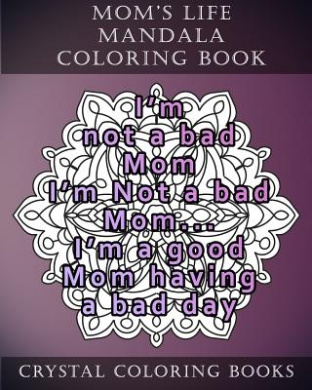 MOM'S LIFE
MANDALA
COLORING BOOK
I'm
not a bad
Mom
I'm Not a bad
Mom...
I'm a good
Mom having
a bad day
CRYSTAL COLORING BOOKS